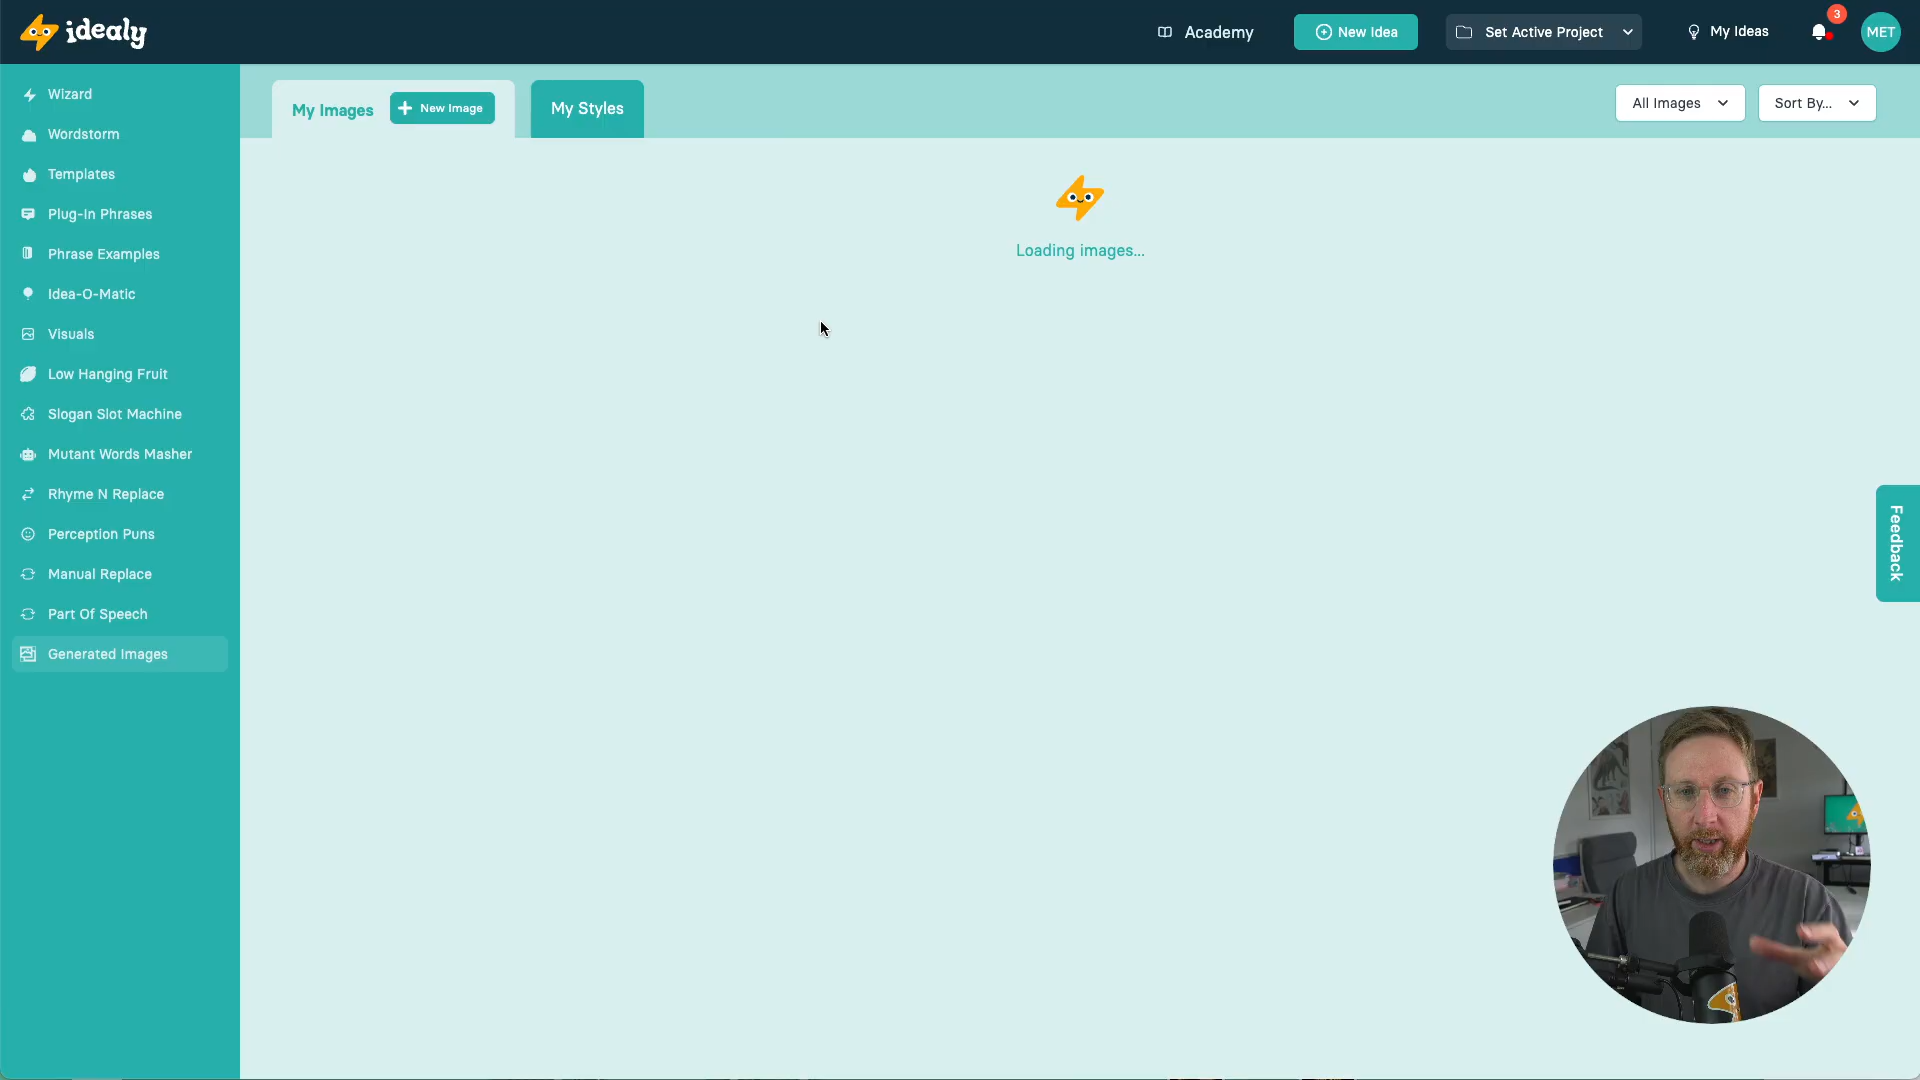 idealy
Academy
New Idea
Set Active Project
My Ideas
3
MET
Wizard
Wordstorm
Templates
Plug-In Phrases
Phrase Examples
Idea-O-Matic
Visuals
Low Hanging Fruit
Slogan Slot Machine
Mutant Words Masher
Rhyme N Replace
Perception Puns
Manual Replace
Part Of Speech
Generated Images
My Images
New Image
My Styles
All Images
Sort By...
Loading images...
Feedback